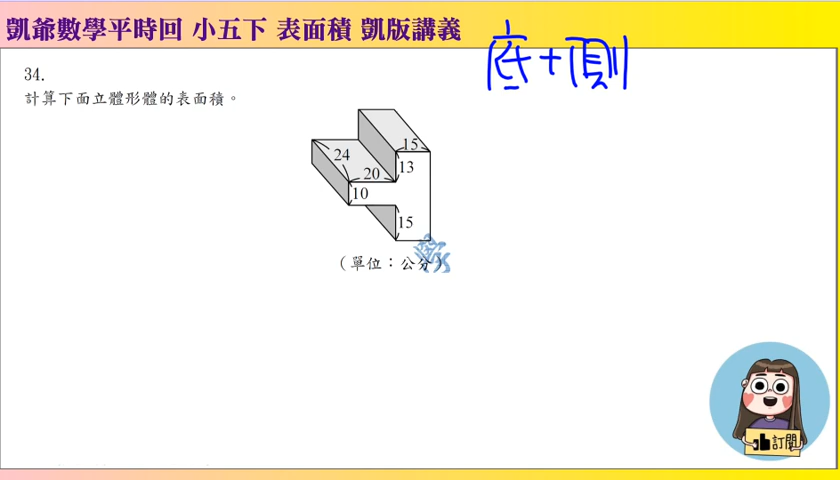 凱爺數學平時回 小五下 表面積 凱版講義
底+側
34.
計算下面立體形體的表面積。
15
24
13
20
10
15
（單位：公分）
訂閱